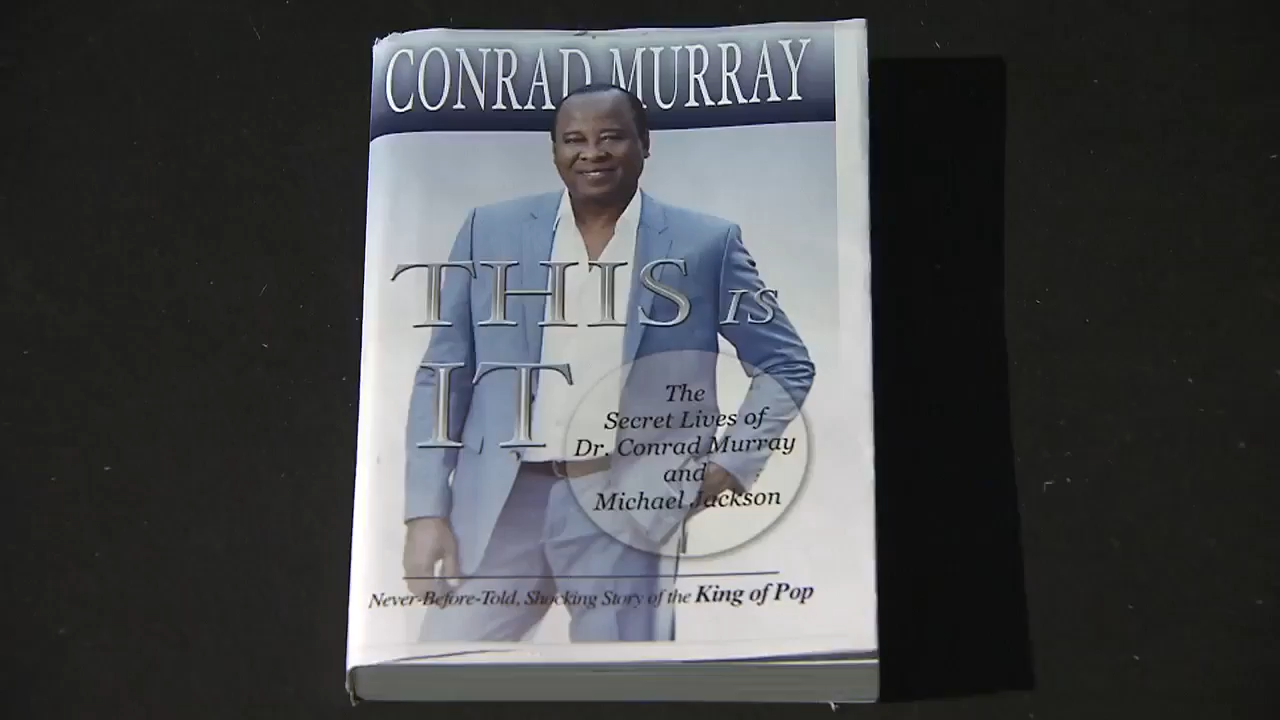 CONRAD MURRAY
THIS IS
IT
The
Secret Lives of
Dr. Conrad Murray
and
Michael Jackson
Never-Before-Told, Shocking Story of the King of Pop